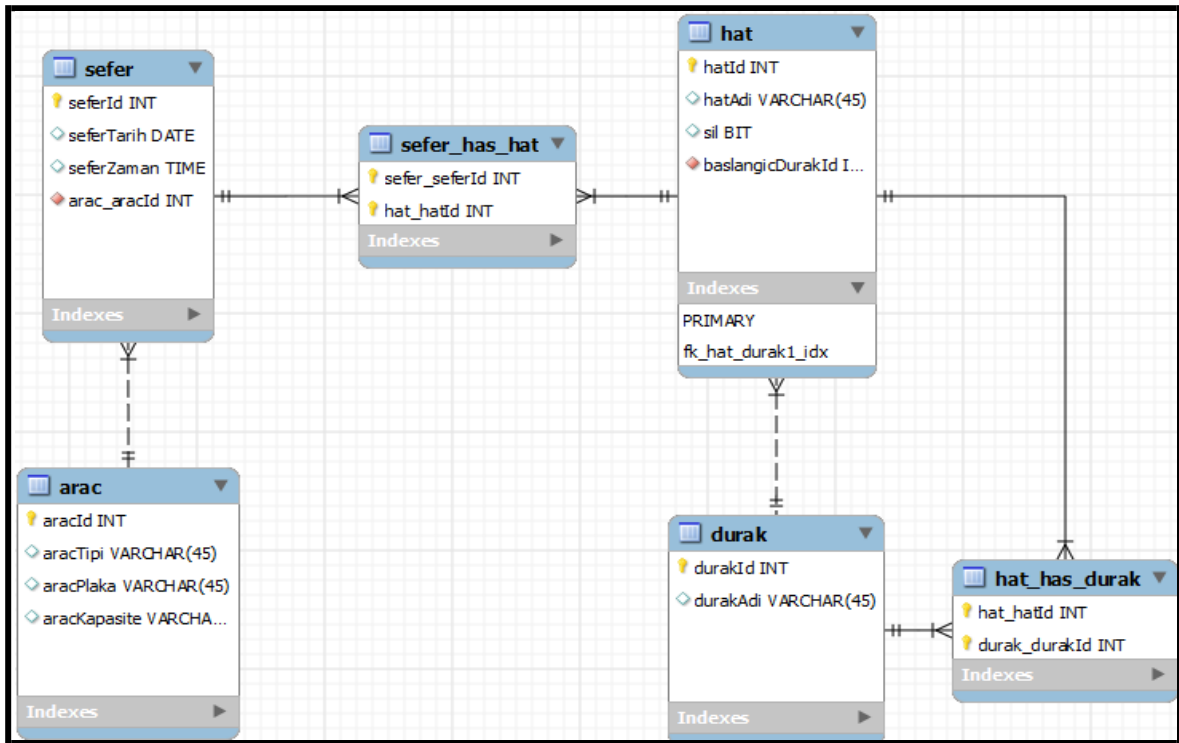 sefer
seferId INT
seferTarih DATE
seferZaman TIME
arac_aracId INT
Indexes
sefer_has_hat
sefer_seferId INT
hat_hatId INT
Indexes
hat
hatId INT
hatAdi VARCHAR(45)
sil BIT
baslangicDurakId I...
Indexes
PRIMARY
fk_hat_durak1_idx
arac
aracId INT
aracTipi VARCHAR(45)
aracPlaka VARCHAR(45)
aracKapasite VARCHA...
Indexes
durak
durakId INT
durakAdi VARCHAR(45)
Indexes
hat_has_durak
hat_hatId INT
durak_durakId INT
Indexes